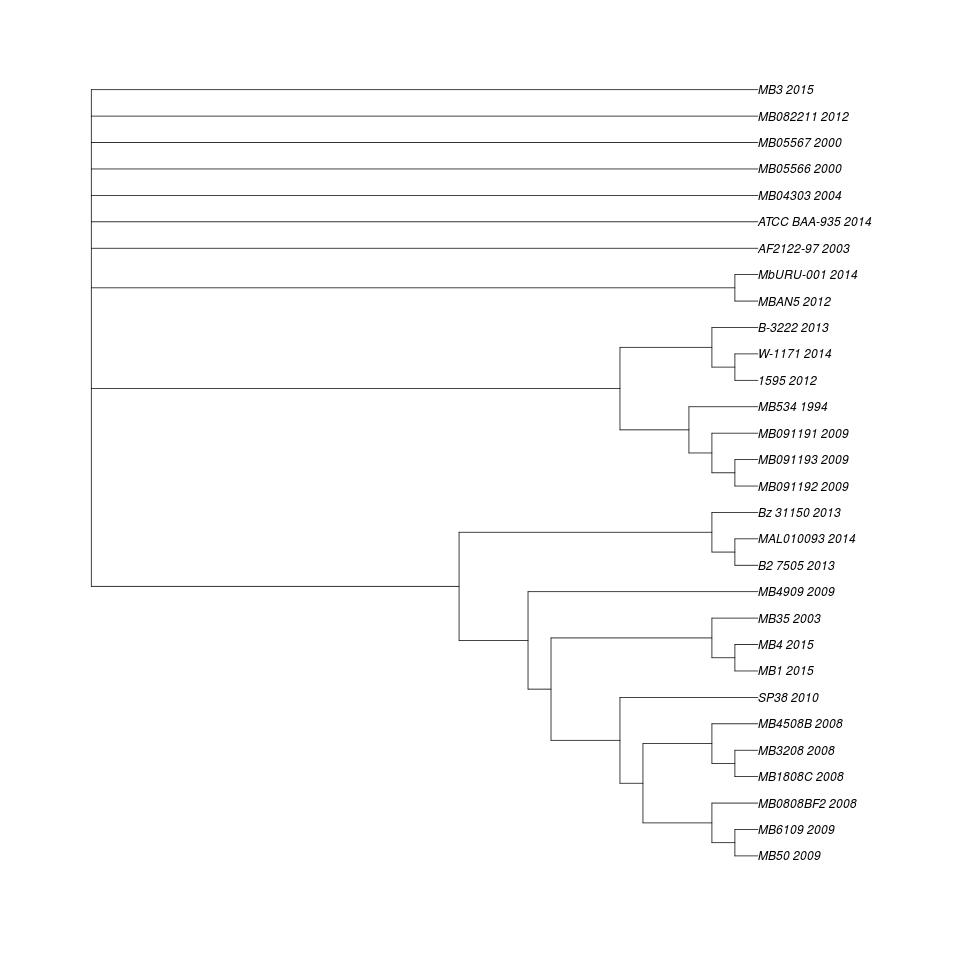 MB3 2015
MB082211 2012
MB05567 2000
MB05566 2000
MB04303 2004
ATCC BAA-935 2014
AF2122-97 2003
MbURU-001 2014
MBAN5 2012
B-3222 2013
W-1171 2014
1595 2012
MB534 1994
MB091191 2009
MB091193 2009
MB091192 2009
Bz 31150 2013
MAL010093 2014
B2 7505 2013
MB4909 2009
MB35 2003
MB4 2015
MB1 2015
SP38 2010
MB4508B 2008
MB3208 2008
MB1808C 2008
MB0808BF2 2008
MB6109 2009
MB50 2009